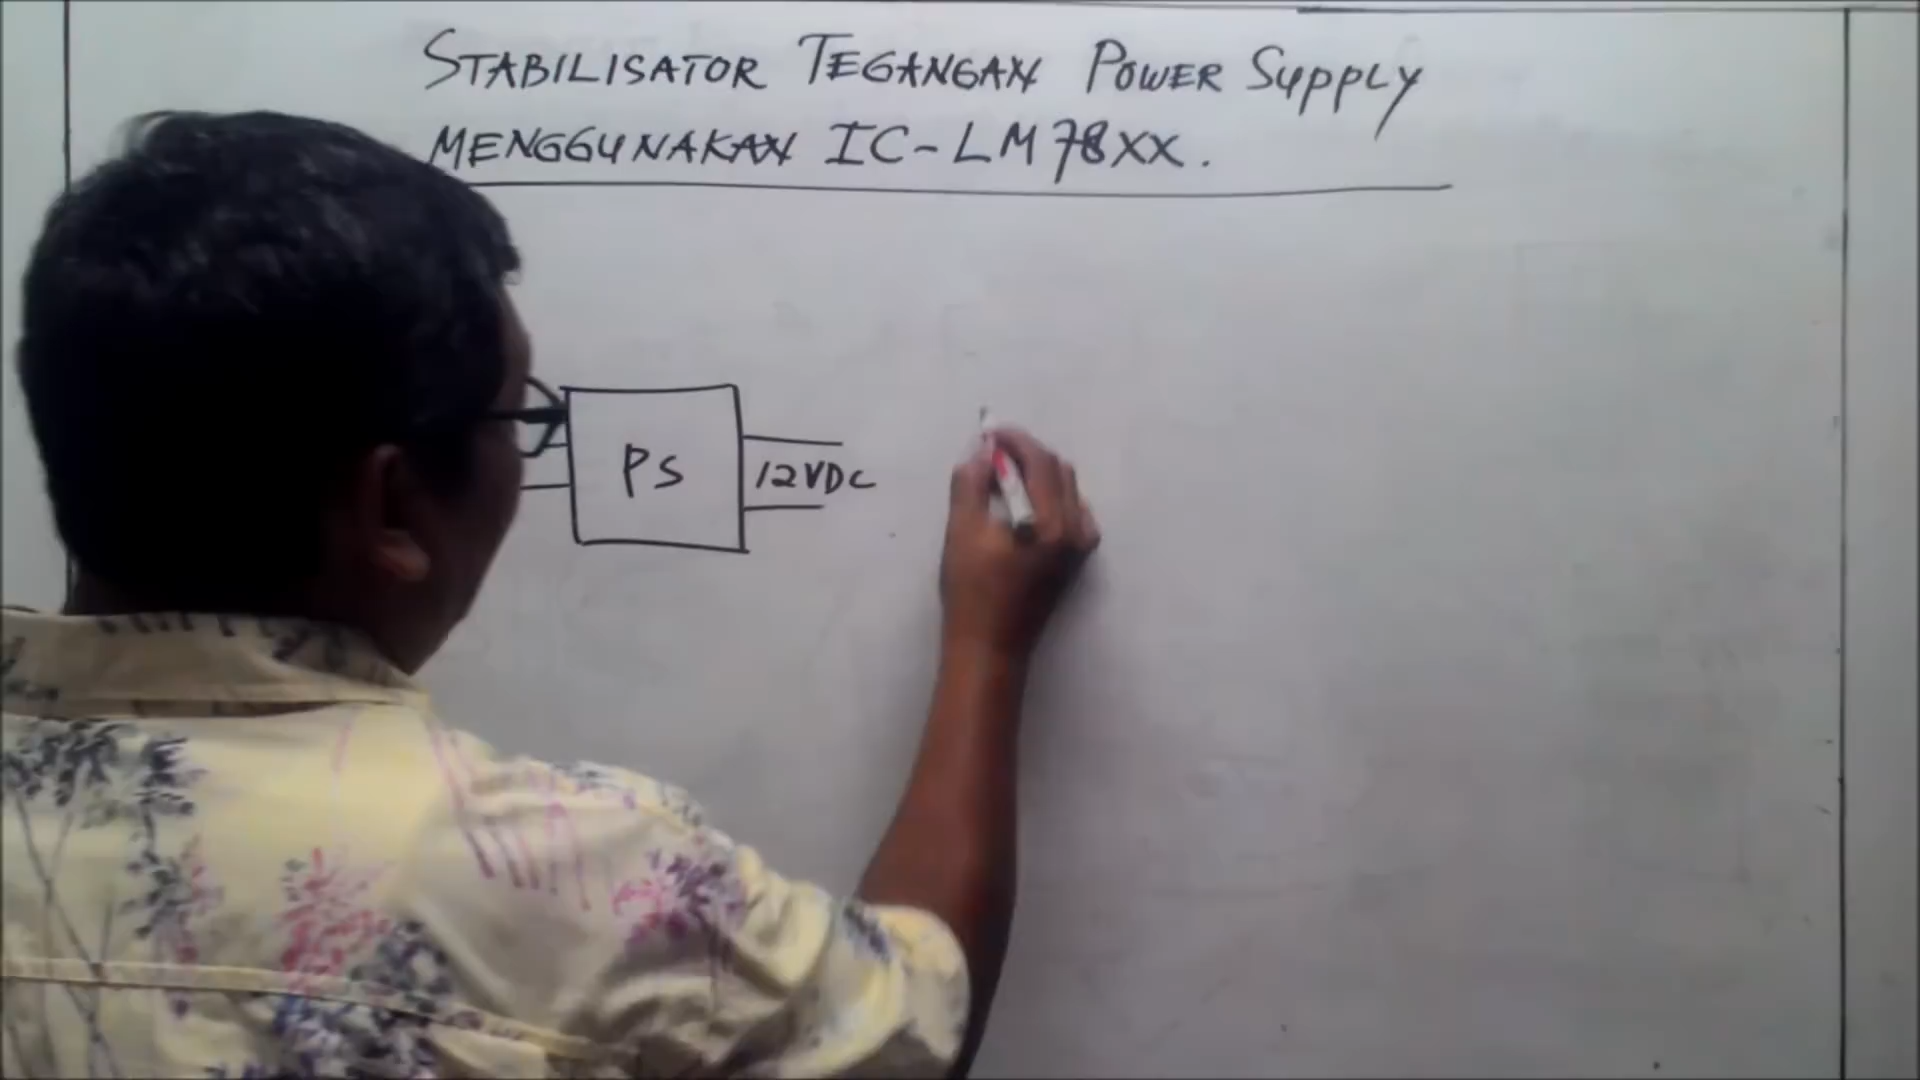 STABILISATOR TEGANGAN POWER SUPPLY
MENGGUNAKAN IC-LM78XX.
PS
12VDC